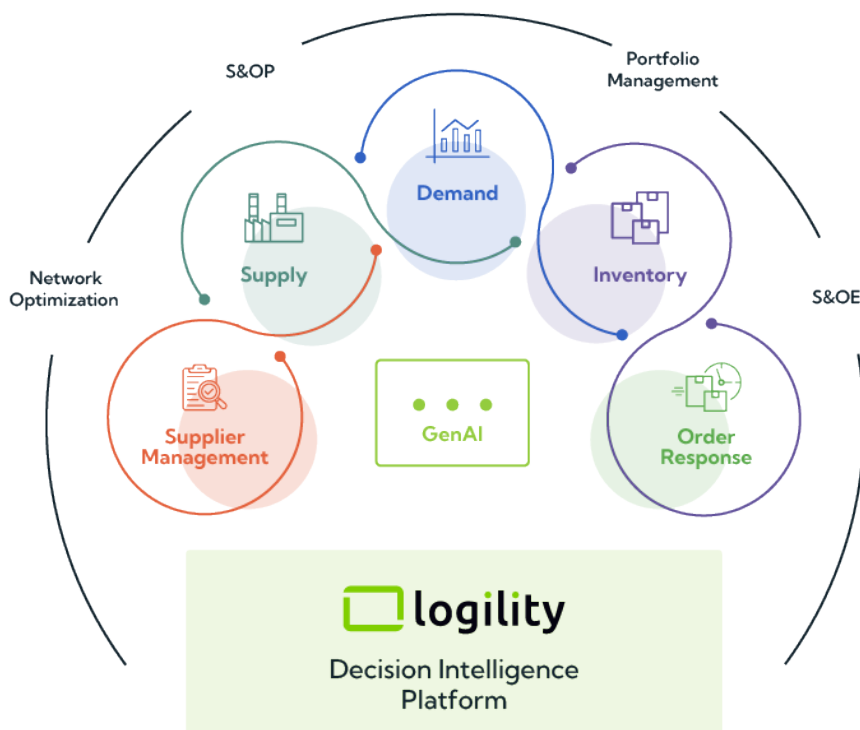 S&OP
Portfolio
Management
Network
Optimization
S&OE
Demand
Supply
Inventory
Supplier
Management
GenAI
Order
Response
logility
Decision Intelligence
Platform